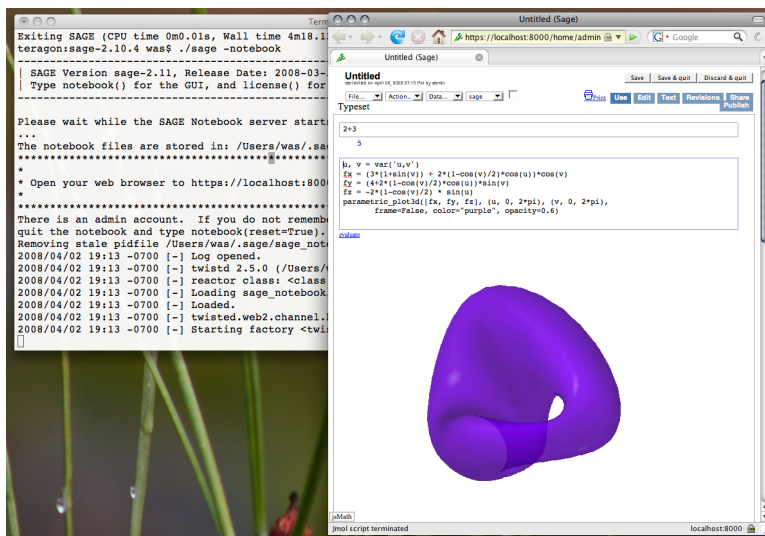 Term
Exiting SAGE (CPU time 0m0.01s, Wall time 4m18.1
teragon:sage-2.10.4 was$ ./sage -notebook
----------------------------------------------------
| SAGE Version sage-2.11, Release Date: 2008-03-
| Type notebook() for the GUI, and license() for
----------------------------------------------------
Please wait while the SAGE Notebook server start
...
The notebook files are stored in: /Users/was/.sa
****************************************************
*
* Open your web browser to https://localhost:800
*
****************************************************
There is an admin account. If you do not rememb
quit the notebook and type notebook(reset=True).
Removing stale pidfile /Users/was/.sage/sage_not
2008/04/02 19:13 -0700 [-] Log opened.
2008/04/02 19:13 -0700 [-] twistd 2.5.0 (/Users/
2008/04/02 19:13 -0700 [-] reactor class: <class
2008/04/02 19:13 -0700 [-] Loading sage_notebook
2008/04/02 19:13 -0700 [-] Loaded.
2008/04/02 19:13 -0700 [-] twisted.web2.channel.
2008/04/02 19:13 -0700 [-] Starting factory <twi
Untitled (Sage)
https://localhost:8000/home/admin
Google
Untitled (Sage)
Untitled
Save Save & quit Discard & quit
File... Action... Data... sage
Print Use Edit Text Revisions Share
Publish
Typeset
2+3
5
u, v = var('u,v')
fx = (3*(1+sin(v)) + 2*(1-cos(v)/2)*cos(u))*cos(v)
fy = (4+2*(1-cos(v)/2)*cos(u))*sin(v)
fz = -2*(1-cos(v)/2) * sin(u)
parametric_plot3d([fx, fy, fz], (u, 0, 2*pi), (v, 0, 2*pi),
frame=False, color="purple", opacity=0.6)
evaluate
jsMath
Jmol script terminated
localhost:8000